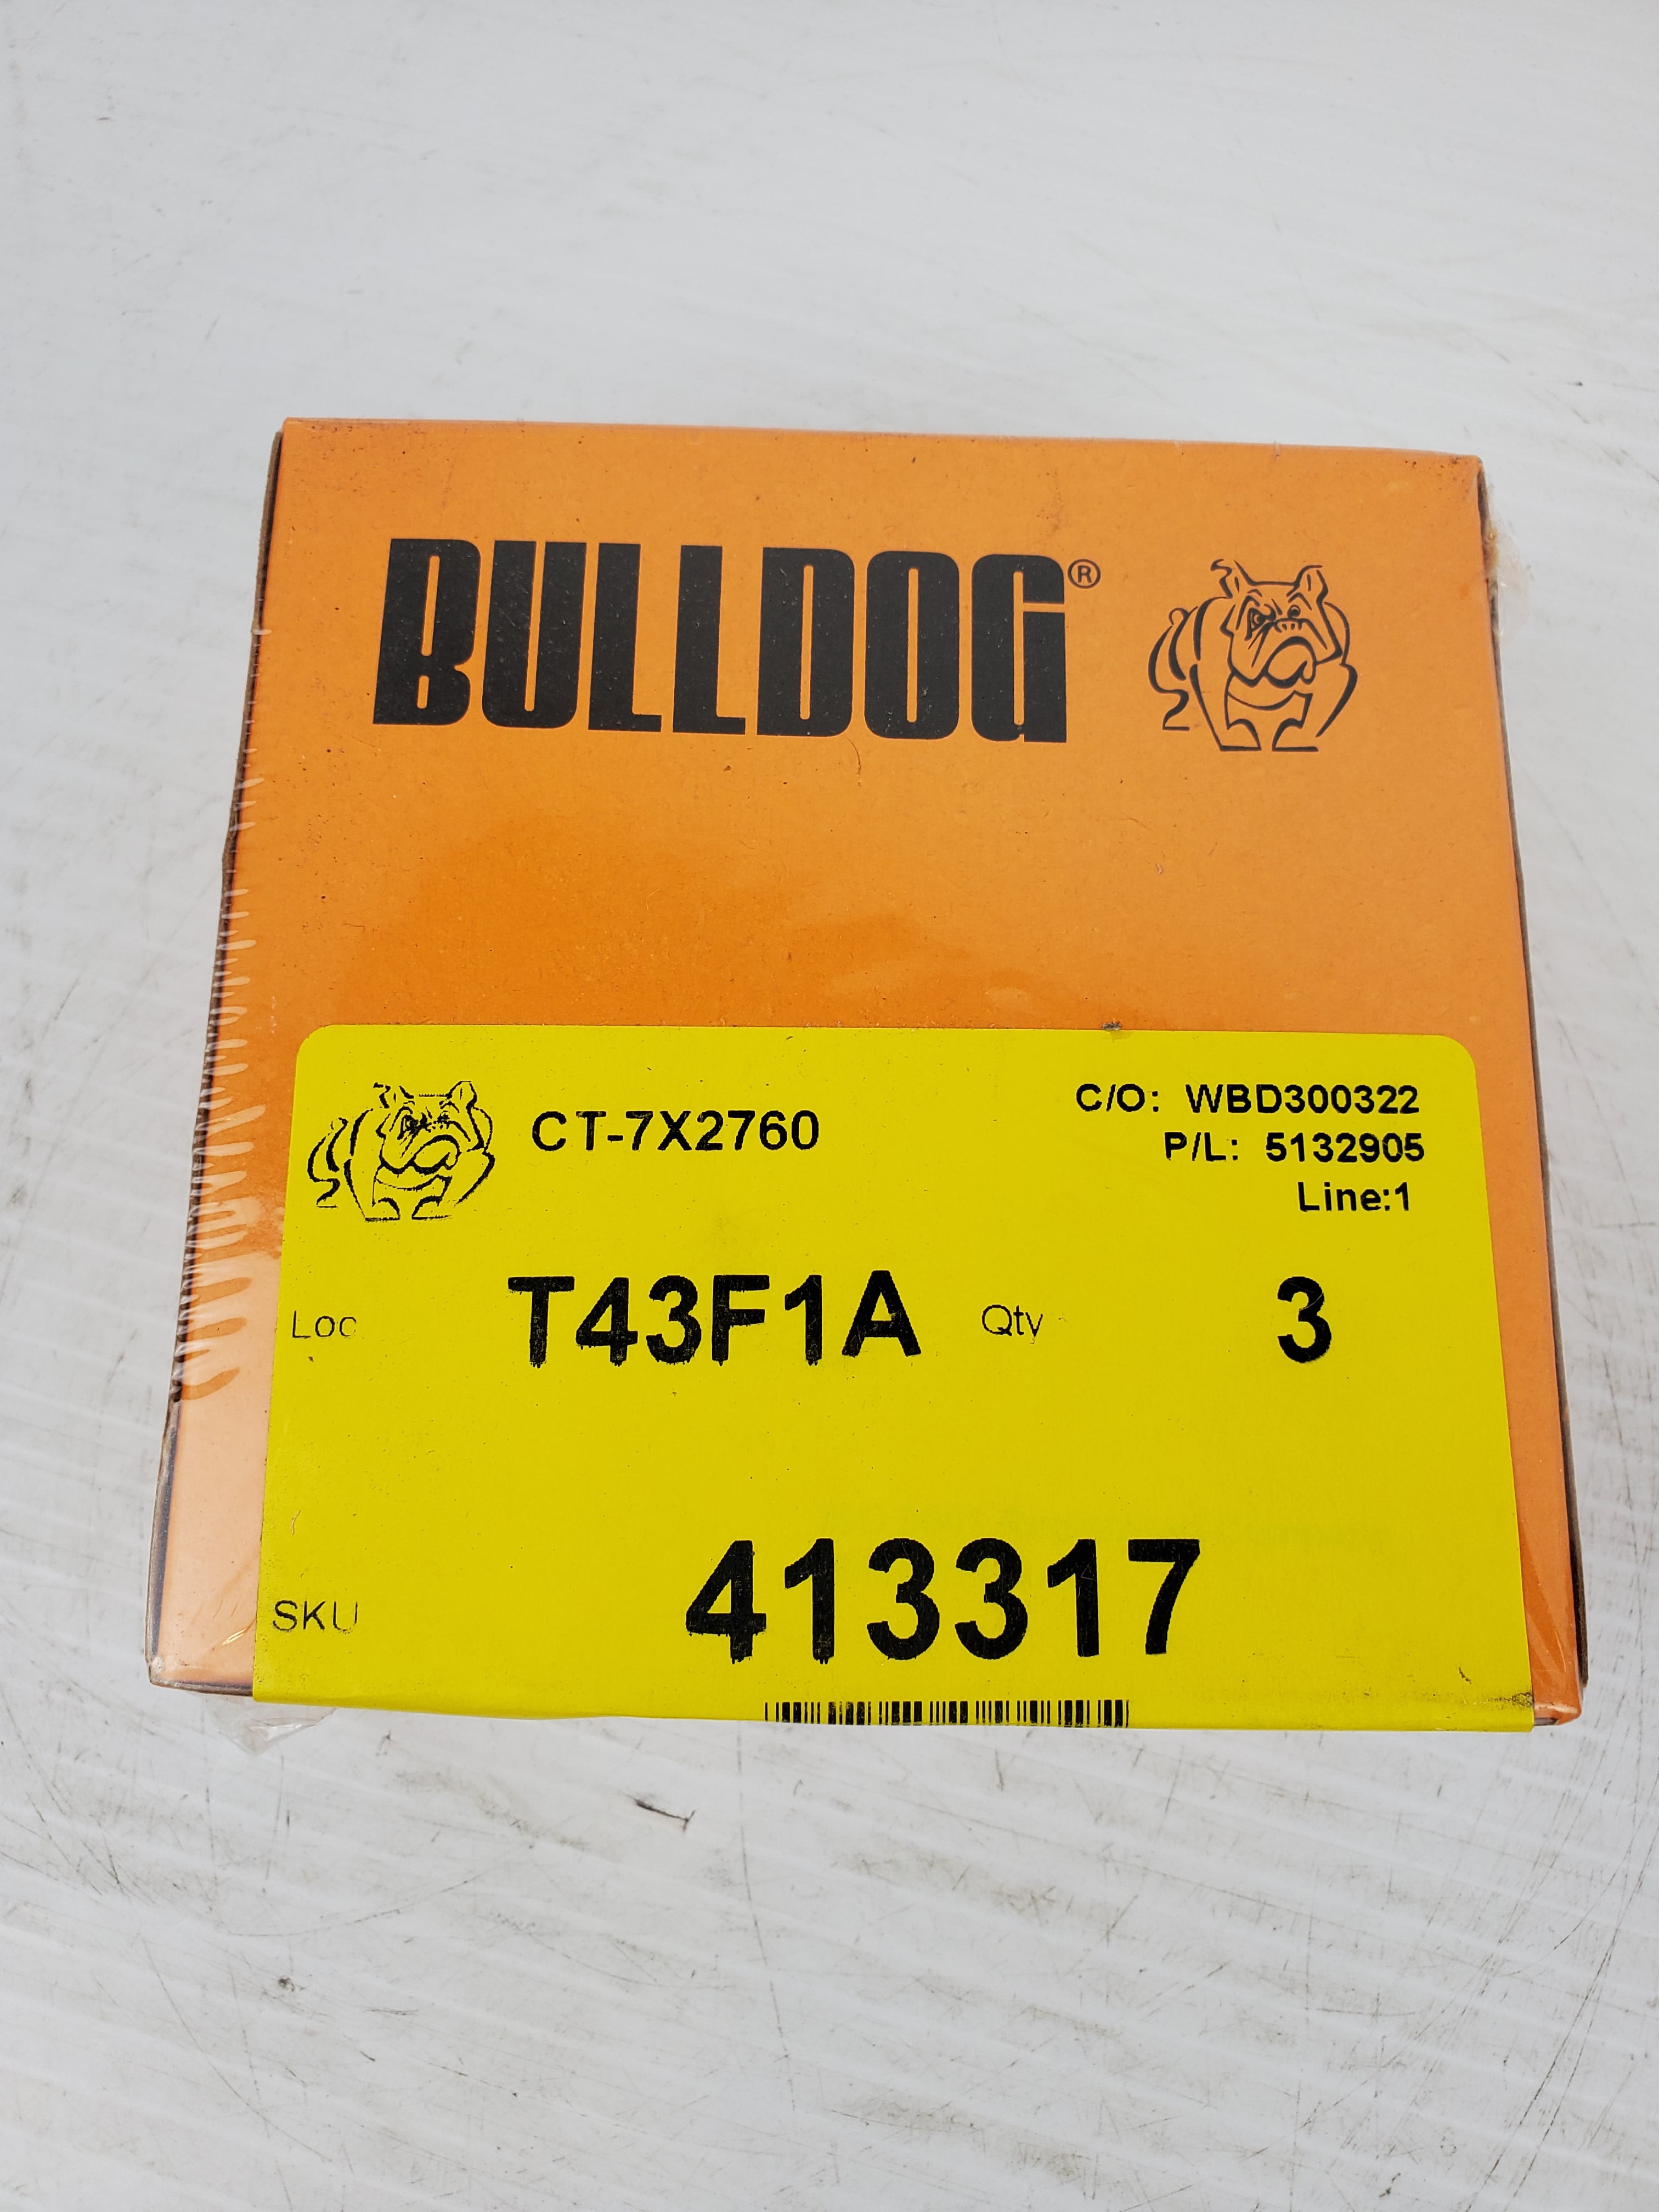 BULLDOG®
CT-7X2760
C/O: WBD300322
P/L: 5132905
Line:1
Loc T43F1A Qty 3
SKU 413317